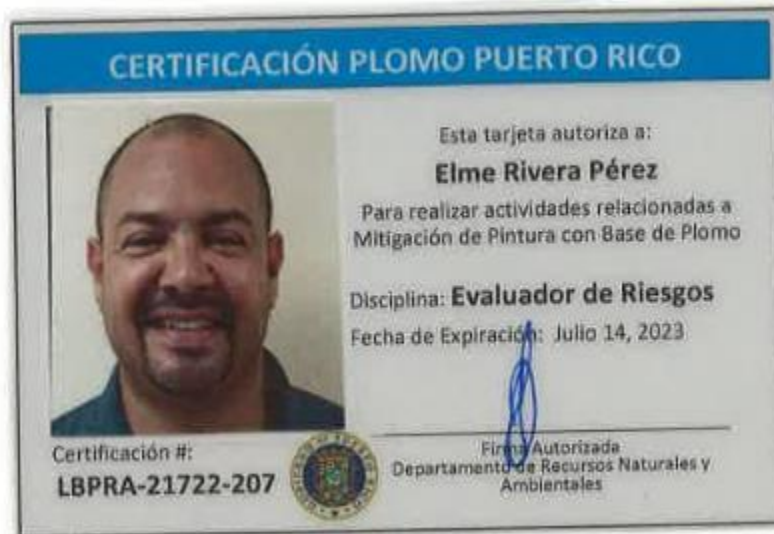 CERTIFICACIÓN PLOMO PUERTO RICO
Esta tarjeta autoriza a:
Elme Rivera Pérez
Para realizar actividades relacionadas a
Mitigación de Pintura con Base de Plomo
Disciplina: Evaluador de Riesgos
Fecha de Expiración: Julio 14, 2023
Firma Autorizada
Departamento de Recursos Naturales y
Ambientales
Certificación #:
LBPRA-21722-207